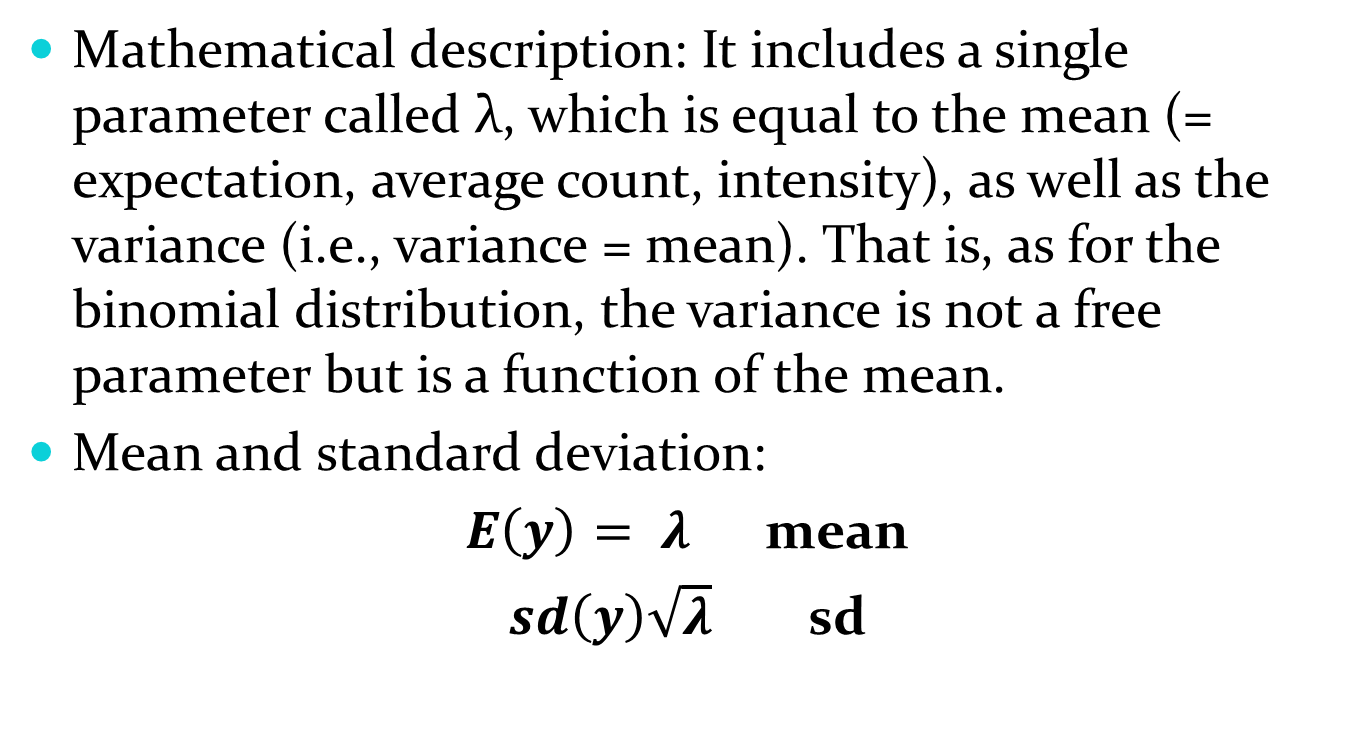 • Mathematical description: It includes a single
parameter called λ, which is equal to the mean (=
expectation, average count, intensity), as well as the
variance (i.e., variance = mean). That is, as for the
binomial distribution, the variance is not a free
parameter but is a function of the mean.
• Mean and standard deviation:
E(y) = λ mean
sd(y)√λ sd